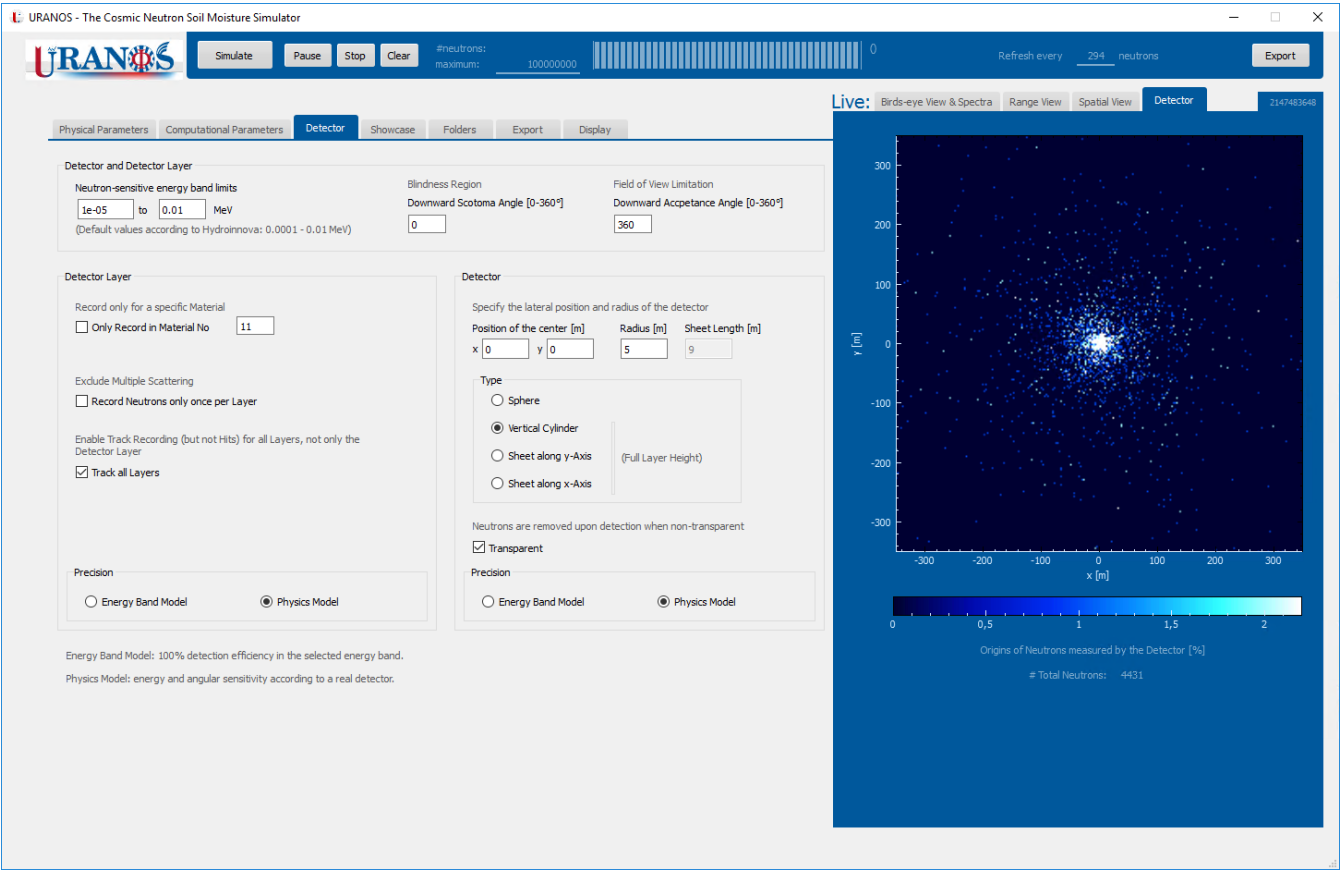 URANOS - The Cosmic Neutron Soil Moisture Simulator
URANOS
Simulate
Pause
Stop
Clear
#neutrons:
maximum: 100000000
0
Refresh every 294 neutrons
Export
Live:
Birds-eye View & Spectra
Range View
Spatial View
Detector
2147483648
Physical Parameters
Computational Parameters
Detector
Showcase
Folders
Export
Display
Detector and Detector Layer
Neutron-sensitive energy band limits
1e-05 to 0.01 MeV
(Default values according to Hydroinnova: 0.0001 - 0.01 MeV)
Blindness Region
Downward Scotoma Angle [0-360°]
0
Field of View Limitation
Downward Accpetance Angle [0-360°]
360
Detector Layer
Record only for a specific Material
Only Record in Material No 11
Exclude Multiple Scattering
Record Neutrons only once per Layer
Enable Track Recording (but not Hits) for all Layers, not only the
Detector Layer
Track all Layers
Precision
Energy Band Model
Physics Model
Detector
Specify the lateral position and radius of the detector
Position of the center [m] Radius [m] Sheet Length [m]
x 0 y 0 5 9
Type
Sphere
Vertical Cylinder
Sheet along y-Axis
(Full Layer Height)
Sheet along x-Axis
Neutrons are removed upon detection when non-transparent
Transparent
Precision
Energy Band Model
Physics Model
Energy Band Model: 100% detection efficiency in the selected energy band.
Physics Model: energy and angular sensitivity according to a real detector.
300
200
100
0
-100
-200
-300
y [m]
-300 -200 -100 0 100 200 300
x [m]
0 0,5 1 1,5 2
Origins of Neutrons measured by the Detector [%]
# Total Neutrons: 4431